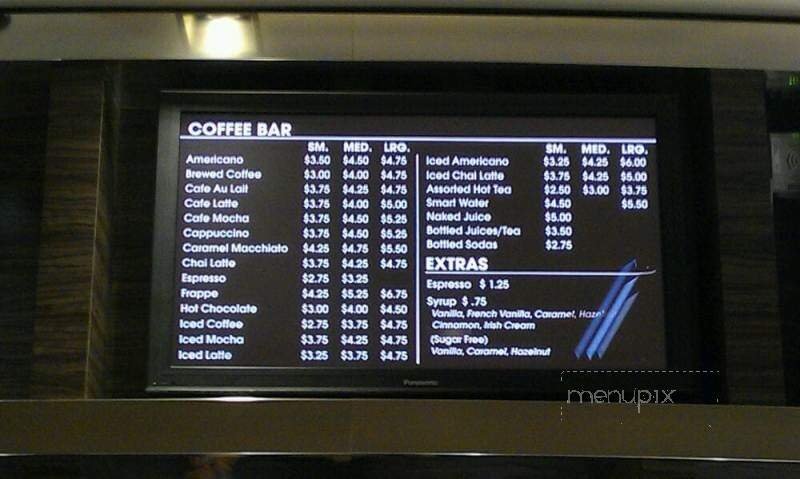 COFFEE BAR
SM. MED. LRG.
Americano $3.50 $4.50 $4.75
Brewed Coffee $3.00 $4.00 $4.75
Cafe Au Lait $3.75 $4.25 $4.75
Cafe Latte $3.75 $4.00 $5.00
Cafe Mocha $3.75 $4.50 $5.25
Cappuccino $3.75 $4.50 $5.25
Caramel Macchiato $4.25 $4.75 $5.50
Chai Latte $3.75 $4.25 $4.75
Espresso $2.75 $3.25
Frappe $4.25 $5.25 $6.75
Hot Chocolate $3.00 $4.00 $4.50
Iced Coffee $2.75 $3.75 $4.75
Iced Mocha $3.75 $4.25 $4.75
Iced Latte $3.25 $3.75 $4.75
SM. MED. LRG.
Iced Americano $3.25 $4.25 $6.00
Iced Chai Latte $3.75 $4.25 $5.00
Assorted Hot Tea $2.50 $3.00 $3.75
Smart Water $4.50 $5.50
Naked Juice $5.00
Bottled Juices/Tea $3.50
Bottled Sodas $2.75
EXTRAS
Espresso $1.25
Syrup $.75
Vanilla, French Vanilla, Caramel, Hazel
Cinnamon, Irish Cream
(Sugar Free)
Vanilla, Caramel, Hazelnut
Panasonic
menupix